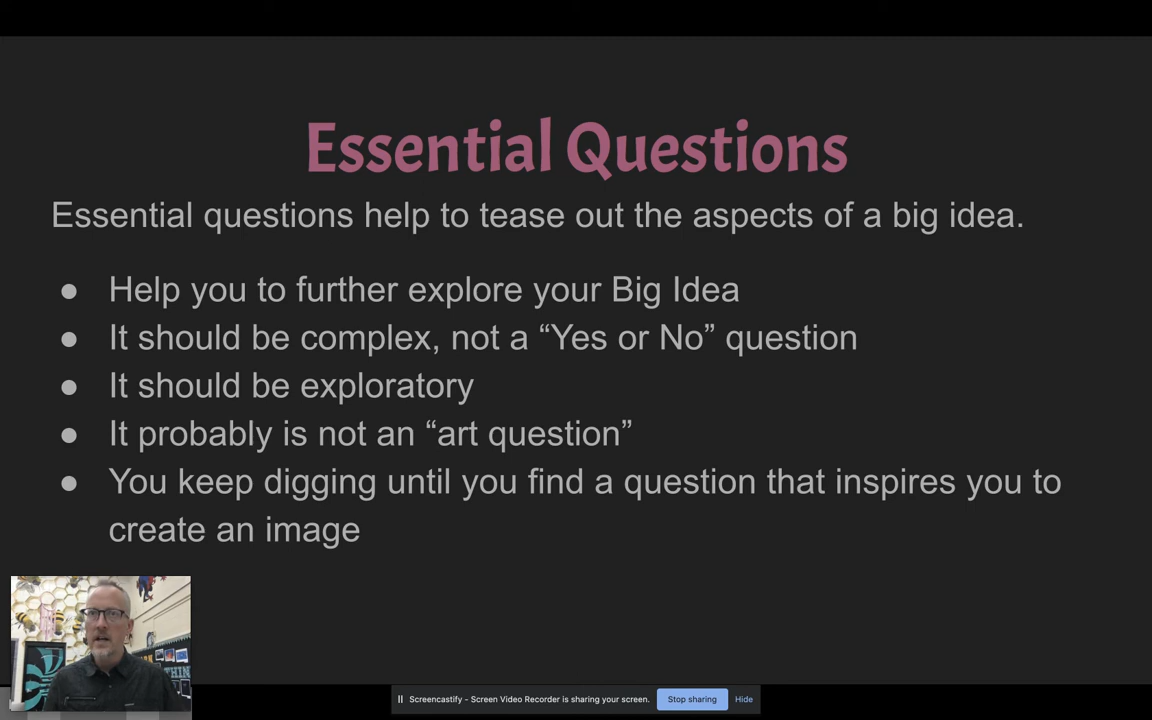 Essential Questions
Essential questions help to tease out the aspects of a big idea.
● Help you to further explore your Big Idea
● It should be complex, not a “Yes or No” question
● It should be exploratory
● It probably is not an “art question”
● You keep digging until you find a question that inspires you to
create an image
Screencastify - Screen Video Recorder is sharing your screen.
Stop sharing
Hide